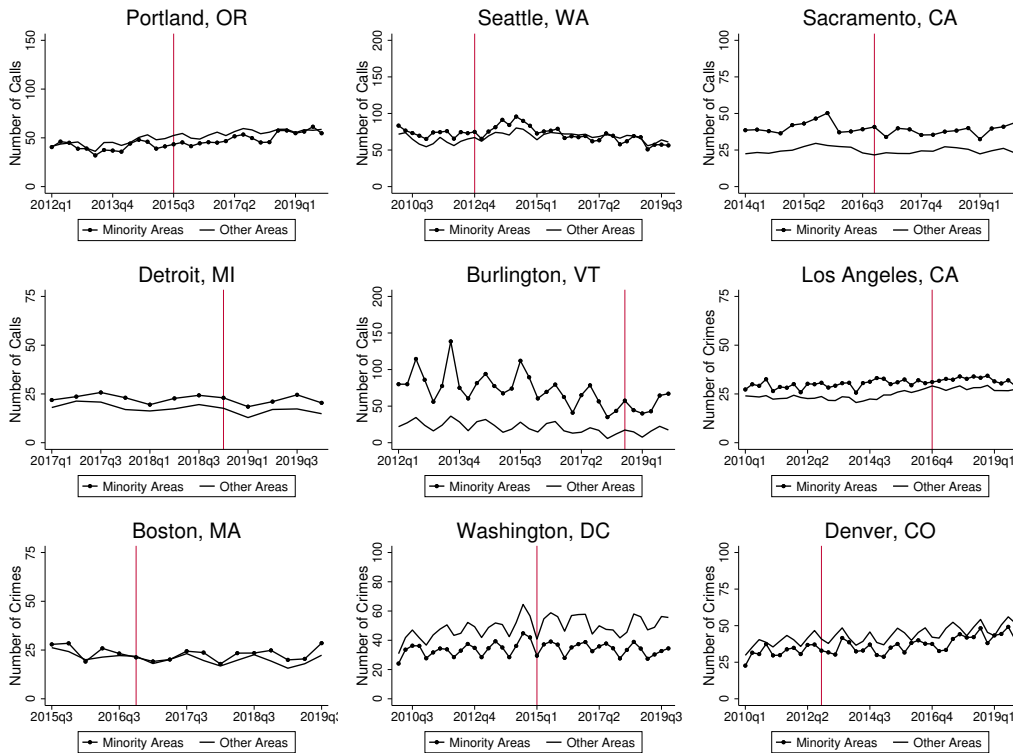 Portland, OR
Number of Calls
0 50 100 150
2012q1 2013q4 2015q3 2017q2 2019q1
Minority Areas Other Areas
Seattle, WA
Number of Calls
0 50 100 150 200
2010q3 2012q4 2015q1 2017q2 2019q3
Minority Areas Other Areas
Sacramento, CA
Number of Calls
0 25 50 75 100
2014q1 2015q2 2016q3 2017q4 2019q1
Minority Areas Other Areas
Detroit, MI
Number of Calls
0 25 50 75
2017q1 2017q3 2018q1 2018q3 2019q1 2019q3
Minority Areas Other Areas
Burlington, VT
Number of Calls
0 50 100 150 200
2012q1 2013q4 2015q3 2017q2 2019q1
Minority Areas Other Areas
Los Angeles, CA
Number of Crimes
0 25 50 75
2010q1 2012q2 2014q3 2016q4 2019q1
Minority Areas Other Areas
Boston, MA
Number of Crimes
0 25 50 75
2015q3 2016q3 2017q3 2018q3 2019q3
Minority Areas Other Areas
Washington, DC
Number of Crimes
0 20 40 60 80 100
2010q3 2012q4 2015q1 2017q2 2019q3
Minority Areas Other Areas
Denver, CO
Number of Crimes
0 25 50 75 100
2010q1 2012q2 2014q3 2016q4 2019q1
Minority Areas Other Areas